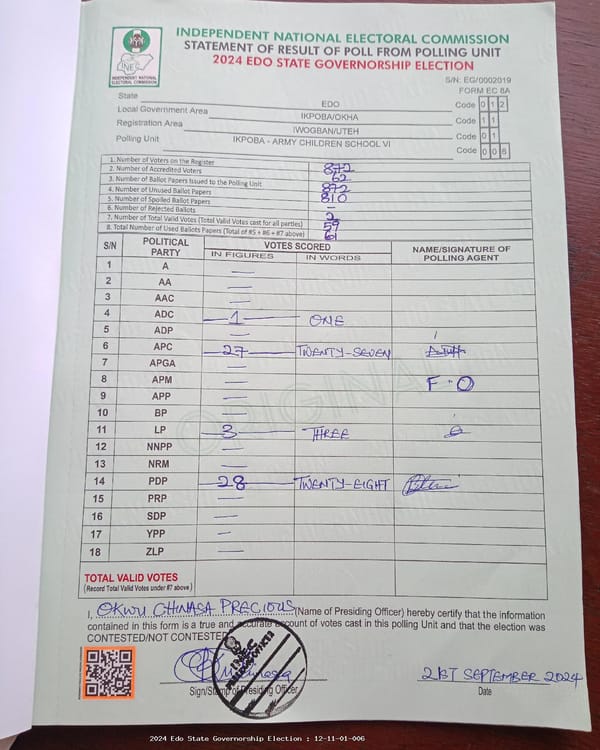 INDEPENDENT NATIONAL ELECTORAL COMMISSION
STATEMENT OF RESULT OF POLL FROM POLLING UNIT
2024 EDO STATE GOVERNORSHIP ELECTION
INEC
INDEPENDENT NATIONAL
ELECTORAL COMMISSION
S/N: EG/0002019
FORM EC 8A
State EDO Code 0 1 2
Local Government Area IKPOBA/OKHA Code 1 1
Registration Area IWOGBAN/UTEH Code 0 1
Polling Unit IKPOBA - ARMY CHILDREN SCHOOL VI Code 0 0 6
1. Number of Voters on the Register 872
2. Number of Accredited Voters 62
3. Number of Ballot Papers Issued to the Polling Unit 872
4. Number of Unused Ballot Papers 810
5. Number of Spoiled Ballot Papers —
6. Number of Rejected Ballots 2
7. Number of Total Valid Votes (Total Valid Votes cast for all parties) 59
8. Total Number of Used Ballots Papers (Total of #5 + #6 + #7 above) 61
S/N POLITICAL PARTY VOTES SCORED NAME/SIGNATURE OF POLLING AGENT
IN FIGURES IN WORDS
1 A —
2 AA —
3 AAC —
4 ADC 1 ONE
5 ADP —
6 APC 27 TWENTY-SEVEN
7 APGA —
8 APM — F.O
9 APP —
10 BP —
11 LP 3 THREE
12 NNPP —
13 NRM —
14 PDP 28 TWENTY-EIGHT
15 PRP —
16 SDP —
17 YPP —
18 ZLP —
TOTAL VALID VOTES
(Record Total Valid Votes under #7 above)
ORIGINAL
I, OKWU CHINASA PRECIOUS (Name of Presiding Officer) hereby certify that the information
contained in this form is a true and accurate account of votes cast in this polling Unit and that the election was
CONTESTED/NOT CONTESTED
INEC
21ST SEPTEMBER 2024
Sign/Stamp of Presiding Officer Date
2024 Edo State Governorship Election : 12-11-01-006